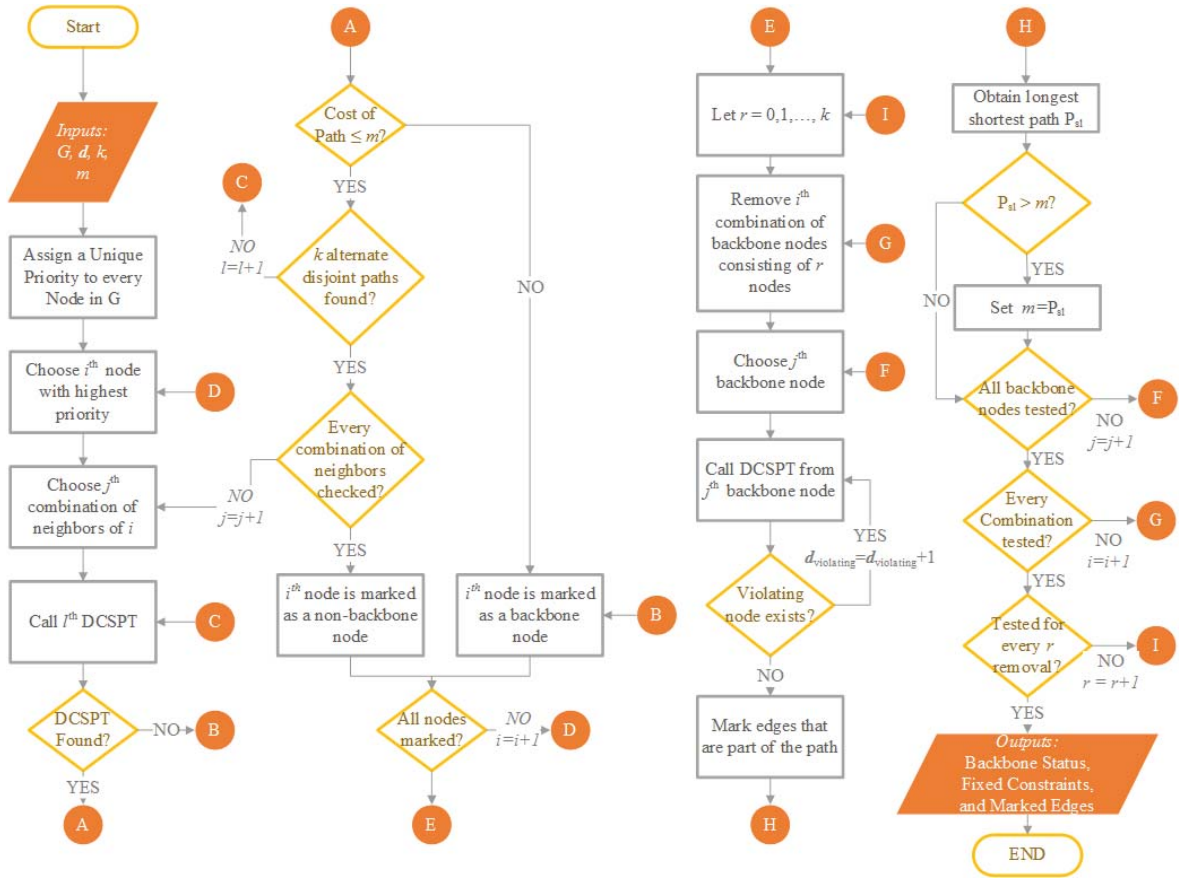 Start
Inputs:
G, d, k,
m
Assign a Unique
Priority to every
Node in G
Choose iᵗʰ node
with highest
priority
D
Choose jᵗʰ
combination of
neighbors of i
Call lᵗʰ DCSPT
C
DCSPT
Found?
NO
B
YES
A
A
Cost of
Path ≤ m?
YES
C
NO
l=l+1
k alternate
disjoint paths
found?
NO
YES
Every
combination of
neighbors
checked?
NO
j=j+1
YES
iᵗʰ node is marked
as a non-backbone
node
iᵗʰ node is marked
as a backbone
node
B
All nodes
marked?
NO
i=i+1
D
E
E
Let r = 0,1,…, k
I
Remove iᵗʰ
combination of
backbone nodes
consisting of r
nodes
G
Choose jᵗʰ
backbone node
F
Call DCSPT from
jᵗʰ backbone node
YES
d_violating=d_violating+1
Violating
node exists?
NO
Mark edges that
are part of the path
H
H
Obtain longest
shortest path Pₛₗ
Pₛₗ > m?
YES
NO
Set m=Pₛₗ
All backbone
nodes tested?
F
NO
j=j+1
YES
Every
Combination
tested?
G
NO
i=i+1
YES
Tested for
every r
removal?
I
NO
r = r+1
YES
Outputs:
Backbone Status,
Fixed Constraints,
and Marked Edges
END